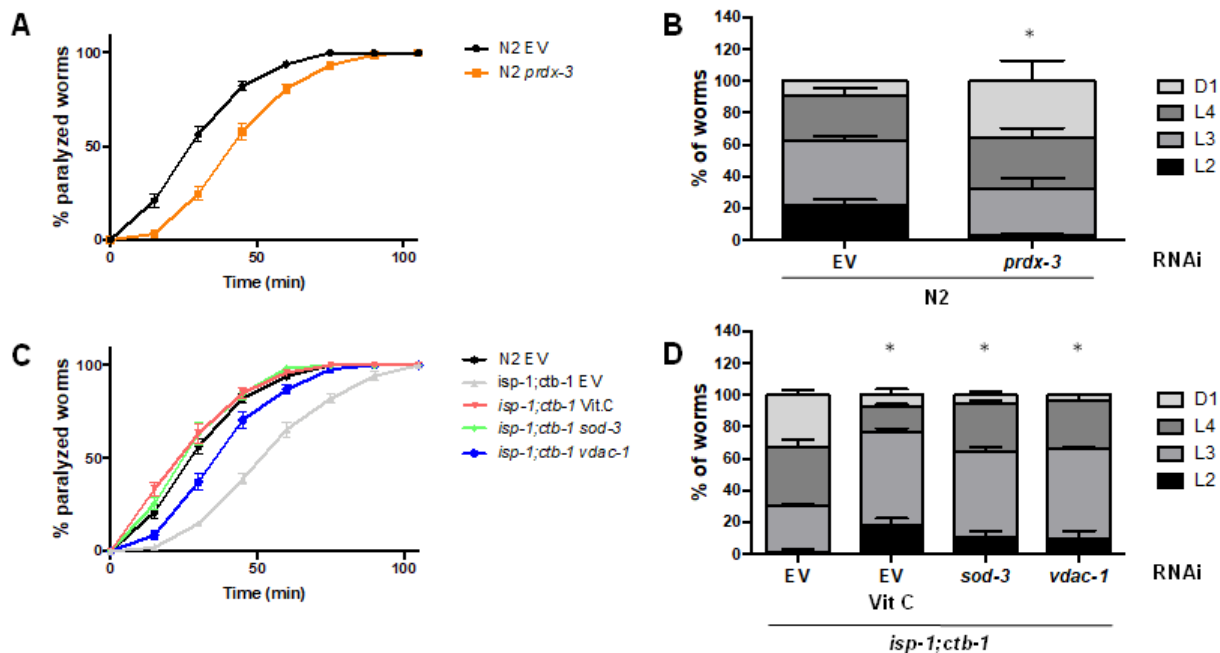 A
% paralyzed worms
100
50
0
0
50
100
Time (min)
N2 EV
N2 prdx-3
B
% of worms
140
120
100
80
60
40
20
0
*
EV
prdx-3
RNAi
N2
D1
L4
L3
L2
C
% paralyzed worms
100
50
0
0
50
100
Time (min)
N2 EV
isp-1;ctb-1 EV
isp-1;ctb-1 Vit.C
isp-1;ctb-1 sod-3
isp-1;ctb-1 vdac-1
D
% of worms
140
120
100
80
60
40
20
0
* * *
EV EV sod-3 vdac-1 RNAi
Vit C
isp-1;ctb-1
D1
L4
L3
L2